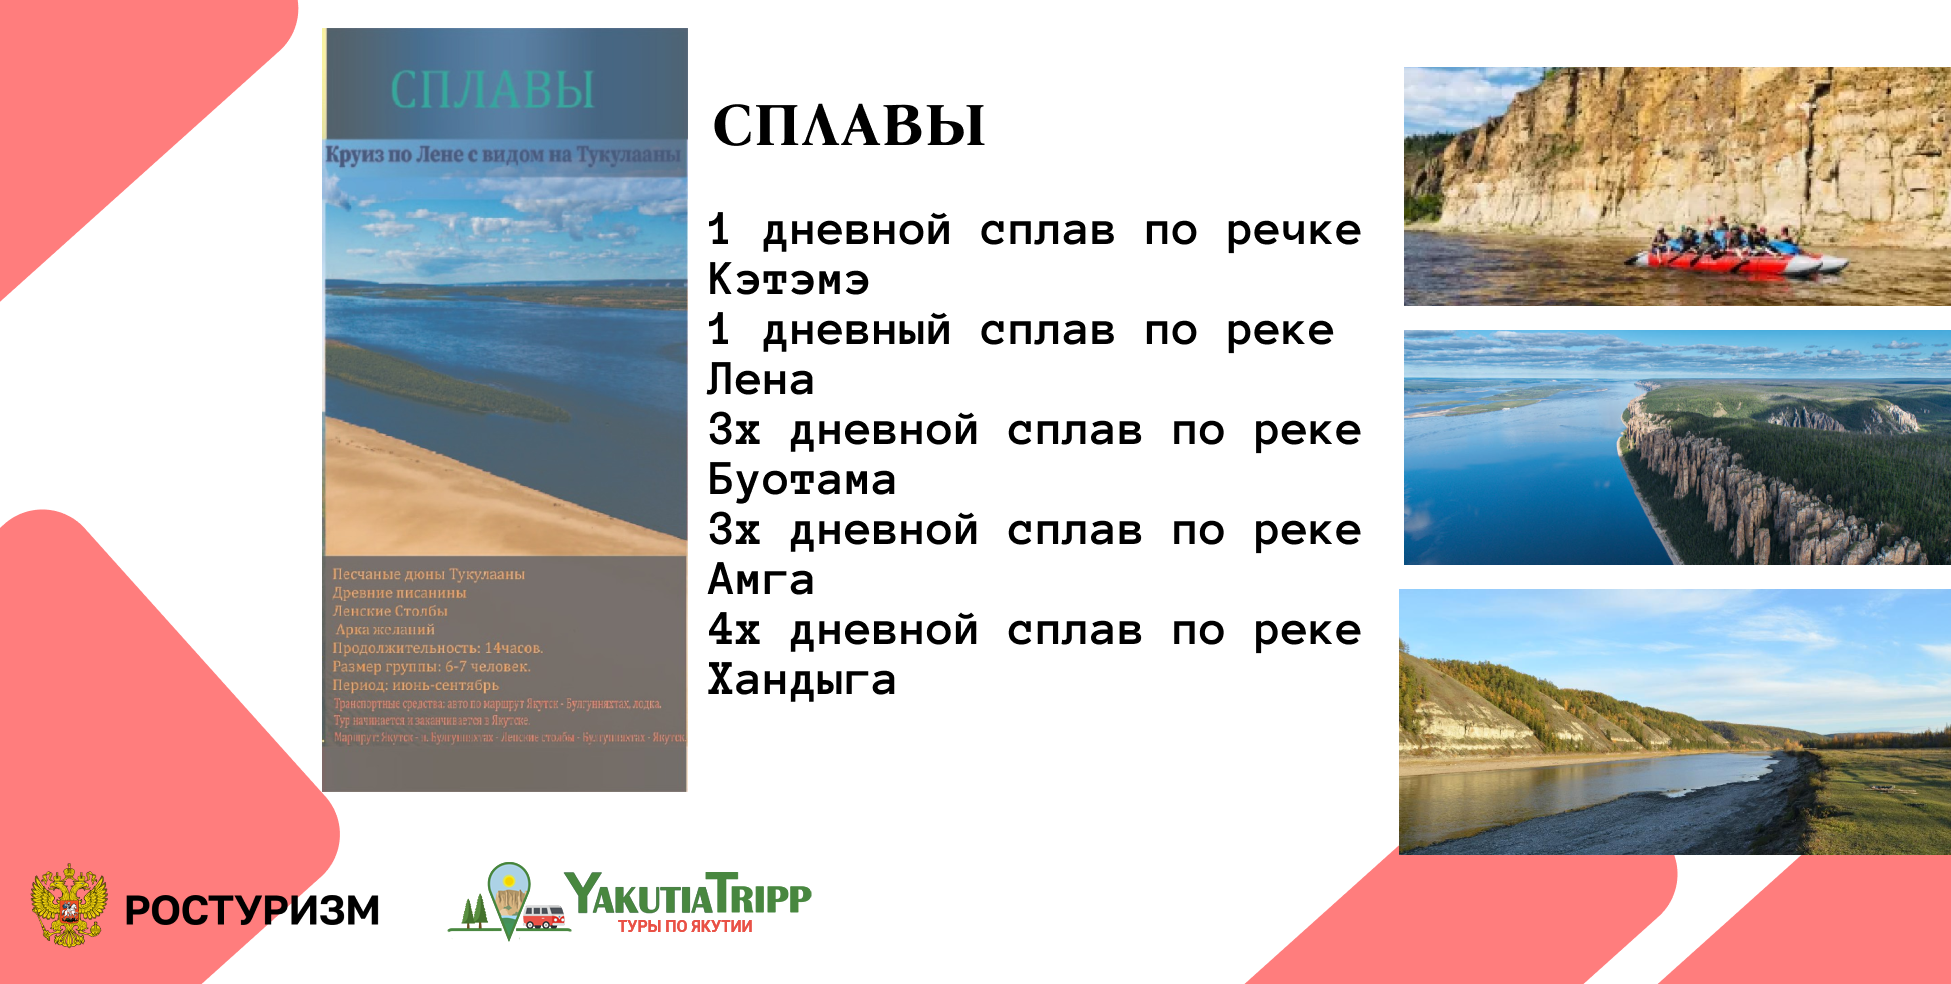 СПЛАВЫ
Круиз по Лене с видом на Тукулааны
Песчаные дюны Тукулааны
Древние писанины
Ленские Столбы
Арка желаний
Продолжительность: 14часов.
Размер группы: 6-7 человек.
Период: июнь-сентябрь
Транспортные средства: авто по маршрут Якутск - Булгунняхтах, лодка.
Тур начинается и заканчивается в Якутске.
Маршрут: Якутск - п. Булгунняхтах - Ленские столбы - Булгунняхтах - Якутск.
СПЛАВЫ
1 дневной сплав по речке
Кэтэмэ
1 дневный сплав по реке
Лена
3х дневной сплав по реке
Буотама
3х дневной сплав по реке
Амга
4х дневной сплав по реке
Хандыга
РОСТУРИЗМ
YAKUTIATRIPP
ТУРЫ ПО ЯКУТИИ